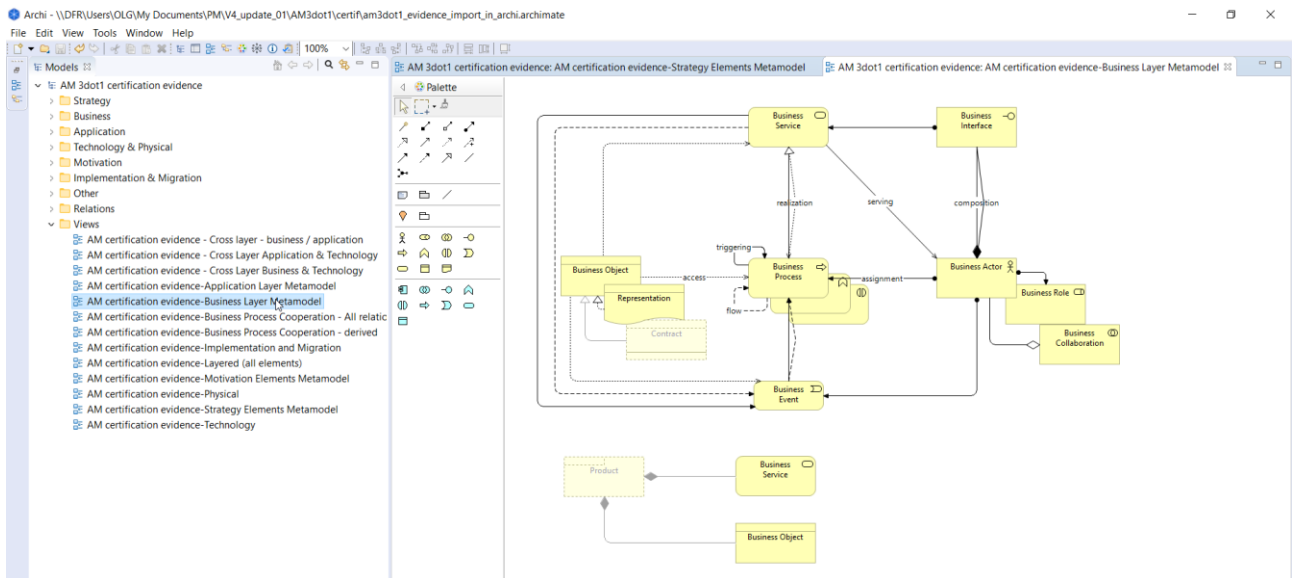 Archi - \\DFR\Users\OLG\My Documents\PM\V4_update_01\AM3dot1\certif\am3dot1_evidence_import_in_archi.archimate
File Edit View Tools Window Help
100%
Models
AM 3dot1 certification evidence
Strategy
Business
Application
Technology & Physical
Motivation
Implementation & Migration
Other
Relations
Views
AM certification evidence - Cross layer - business / application
AM certification evidence - Cross Layer Application & Technology
AM certification evidence - Cross Layer Business & Technology
AM certification evidence-Application Layer Metamodel
AM certification evidence-Business Layer Metamodel
AM certification evidence-Business Process Cooperation - All relatic
AM certification evidence-Business Process Cooperation - derived
AM certification evidence-Implementation and Migration
AM certification evidence-Layered (all elements)
AM certification evidence-Motivation Elements Metamodel
AM certification evidence-Physical
AM certification evidence-Strategy Elements Metamodel
AM certification evidence-Technology
AM 3dot1 certification evidence: AM certification evidence-Strategy Elements Metamodel
AM 3dot1 certification evidence: AM certification evidence-Business Layer Metamodel
Palette
Business
Service
Business
Interface
realization
serving
composition
triggering
Business Object
access
Business
Process
assignment
Business Actor
Representation
Business Role
flow
Contract
Business
Collaboration
Business
Event
Product
Business
Service
Business Object